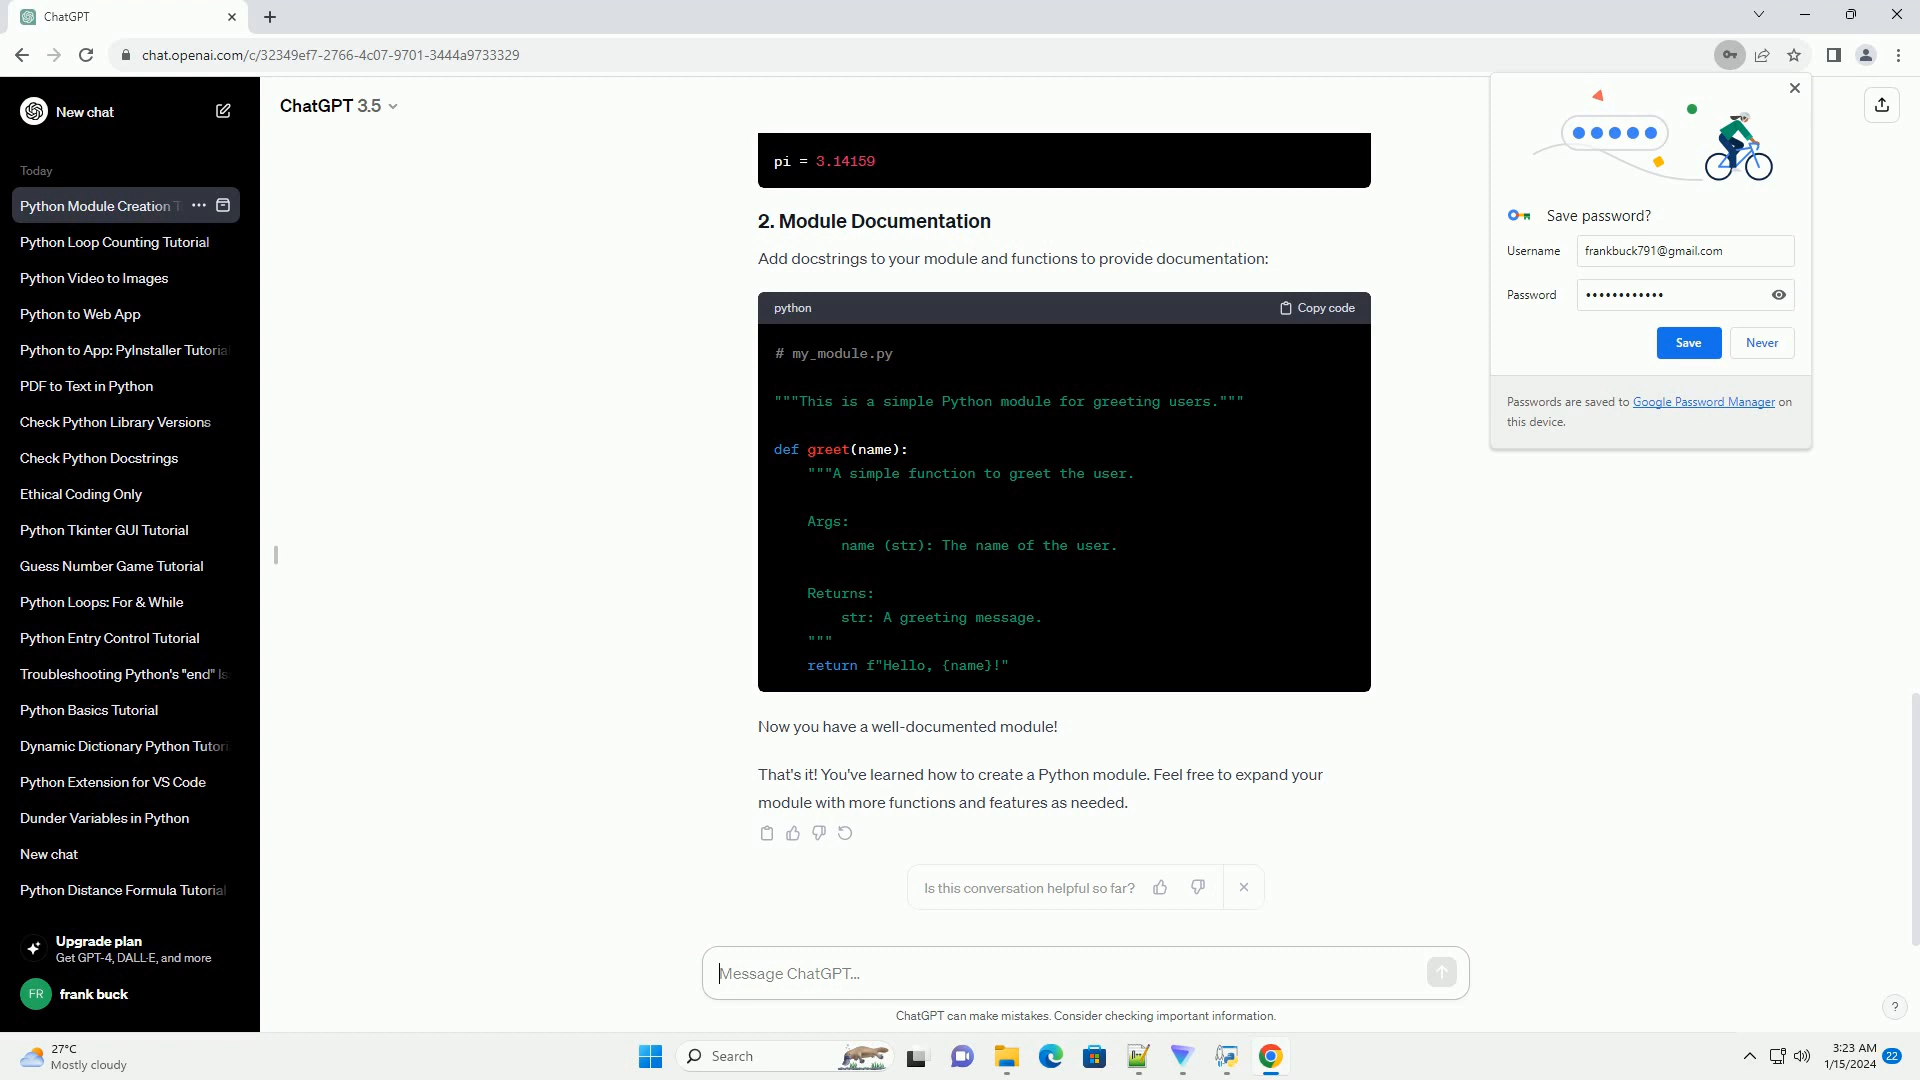 ChatGPT
chat.openai.com/c/32349ef7-2766-4c07-9701-3444a9733329
New chat
Today
Python Module Creation T
Python Loop Counting Tutorial
Python Video to Images
Python to Web App
Python to App: PyInstaller Tutorial
PDF to Text in Python
Check Python Library Versions
Check Python Docstrings
Ethical Coding Only
Python Tkinter GUI Tutorial
Guess Number Game Tutorial
Python Loops: For & While
Python Entry Control Tutorial
Troubleshooting Python's "end" Is
Python Basics Tutorial
Dynamic Dictionary Python Tutori
Python Extension for VS Code
Dunder Variables in Python
New chat
Python Distance Formula Tutorial
Upgrade plan
Get GPT-4, DALL·E, and more
FR frank buck
ChatGPT 3.5
pi = 3.14159
2. Module Documentation
Add docstrings to your module and functions to provide documentation:
python Copy code
# my_module.py
"""This is a simple Python module for greeting users."""
def greet(name):
"""A simple function to greet the user.
Args:
name (str): The name of the user.
Returns:
str: A greeting message.
"""
return f"Hello, {name}!"
Now you have a well-documented module!
That's it! You've learned how to create a Python module. Feel free to expand your
module with more functions and features as needed.
Is this conversation helpful so far?
Message ChatGPT...
ChatGPT can make mistakes. Consider checking important information.
?
Save password?
Username frankbuck791@gmail.com
Password ••••••••••••
Save Never
Passwords are saved to Google Password Manager on
this device.
27°C
Mostly cloudy
Search
3:23 AM
1/15/2024
22